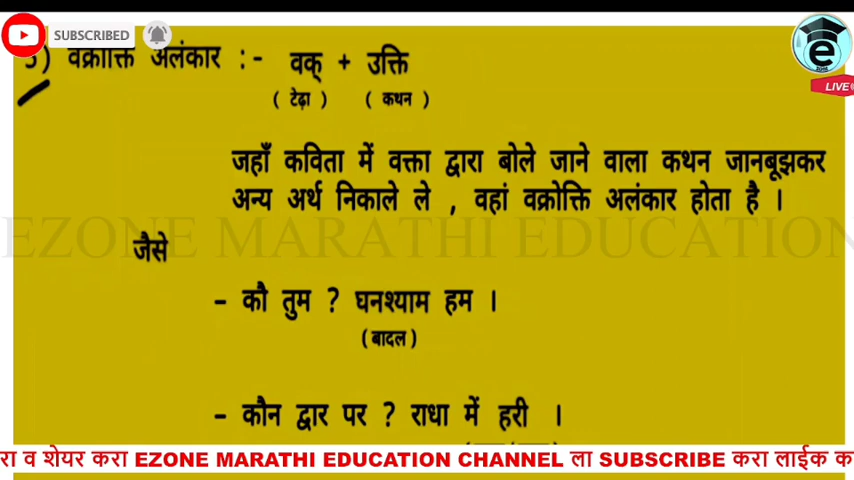 SUBSCRIBED
5) वक्रोक्ति अलंकार :- वक् + उक्ति
( टेढ़ा ) ( कथन )
e
LIVE
जहाँ कविता में वक्ता द्वारा बोले जाने वाला कथन जानबूझकर
अन्य अर्थ निकाले ले , वहां वक्रोक्ति अलंकार होता है ।
EZONE MARATHI EDUCATION
जैसे
- कौ तुम ? घनश्याम हम ।
(बादल)
- कौन द्वार पर ? राधा में हरी ।
रा व शेयर करा EZONE MARATHI EDUCATION CHANNEL ला SUBSCRIBE करा लाईक क